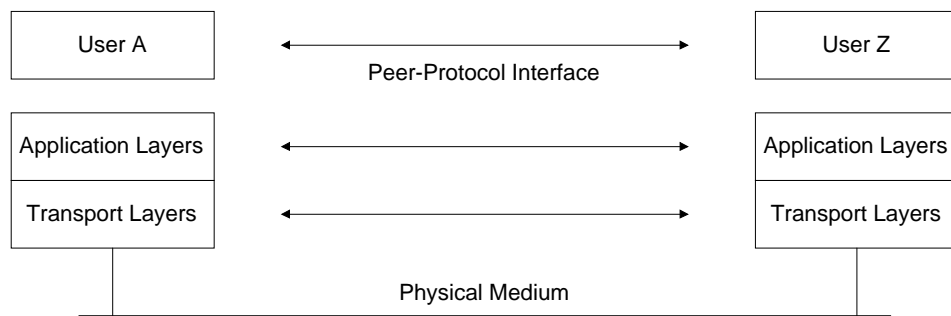 User A
User Z
Peer-Protocol Interface
Application Layers
Application Layers
Transport Layers
Transport Layers
Physical Medium